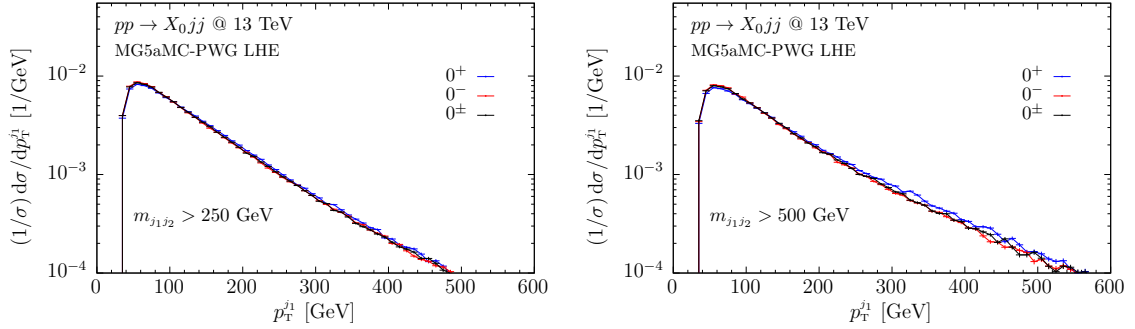 pp → X₀jj @ 13 TeV
MG5aMC-PWG LHE
0⁺
0⁻
0±
m_{j₁j₂} > 250 GeV
(1/σ) dσ/dp_T^{j₁} [1/GeV]
10⁻²
10⁻³
10⁻⁴
0 100 200 300 400 500 600
p_T^{j₁} [GeV]
pp → X₀jj @ 13 TeV
MG5aMC-PWG LHE
0⁺
0⁻
0±
m_{j₁j₂} > 500 GeV
(1/σ) dσ/dp_T^{j₁} [1/GeV]
10⁻²
10⁻³
10⁻⁴
0 100 200 300 400 500 600
p_T^{j₁} [GeV]